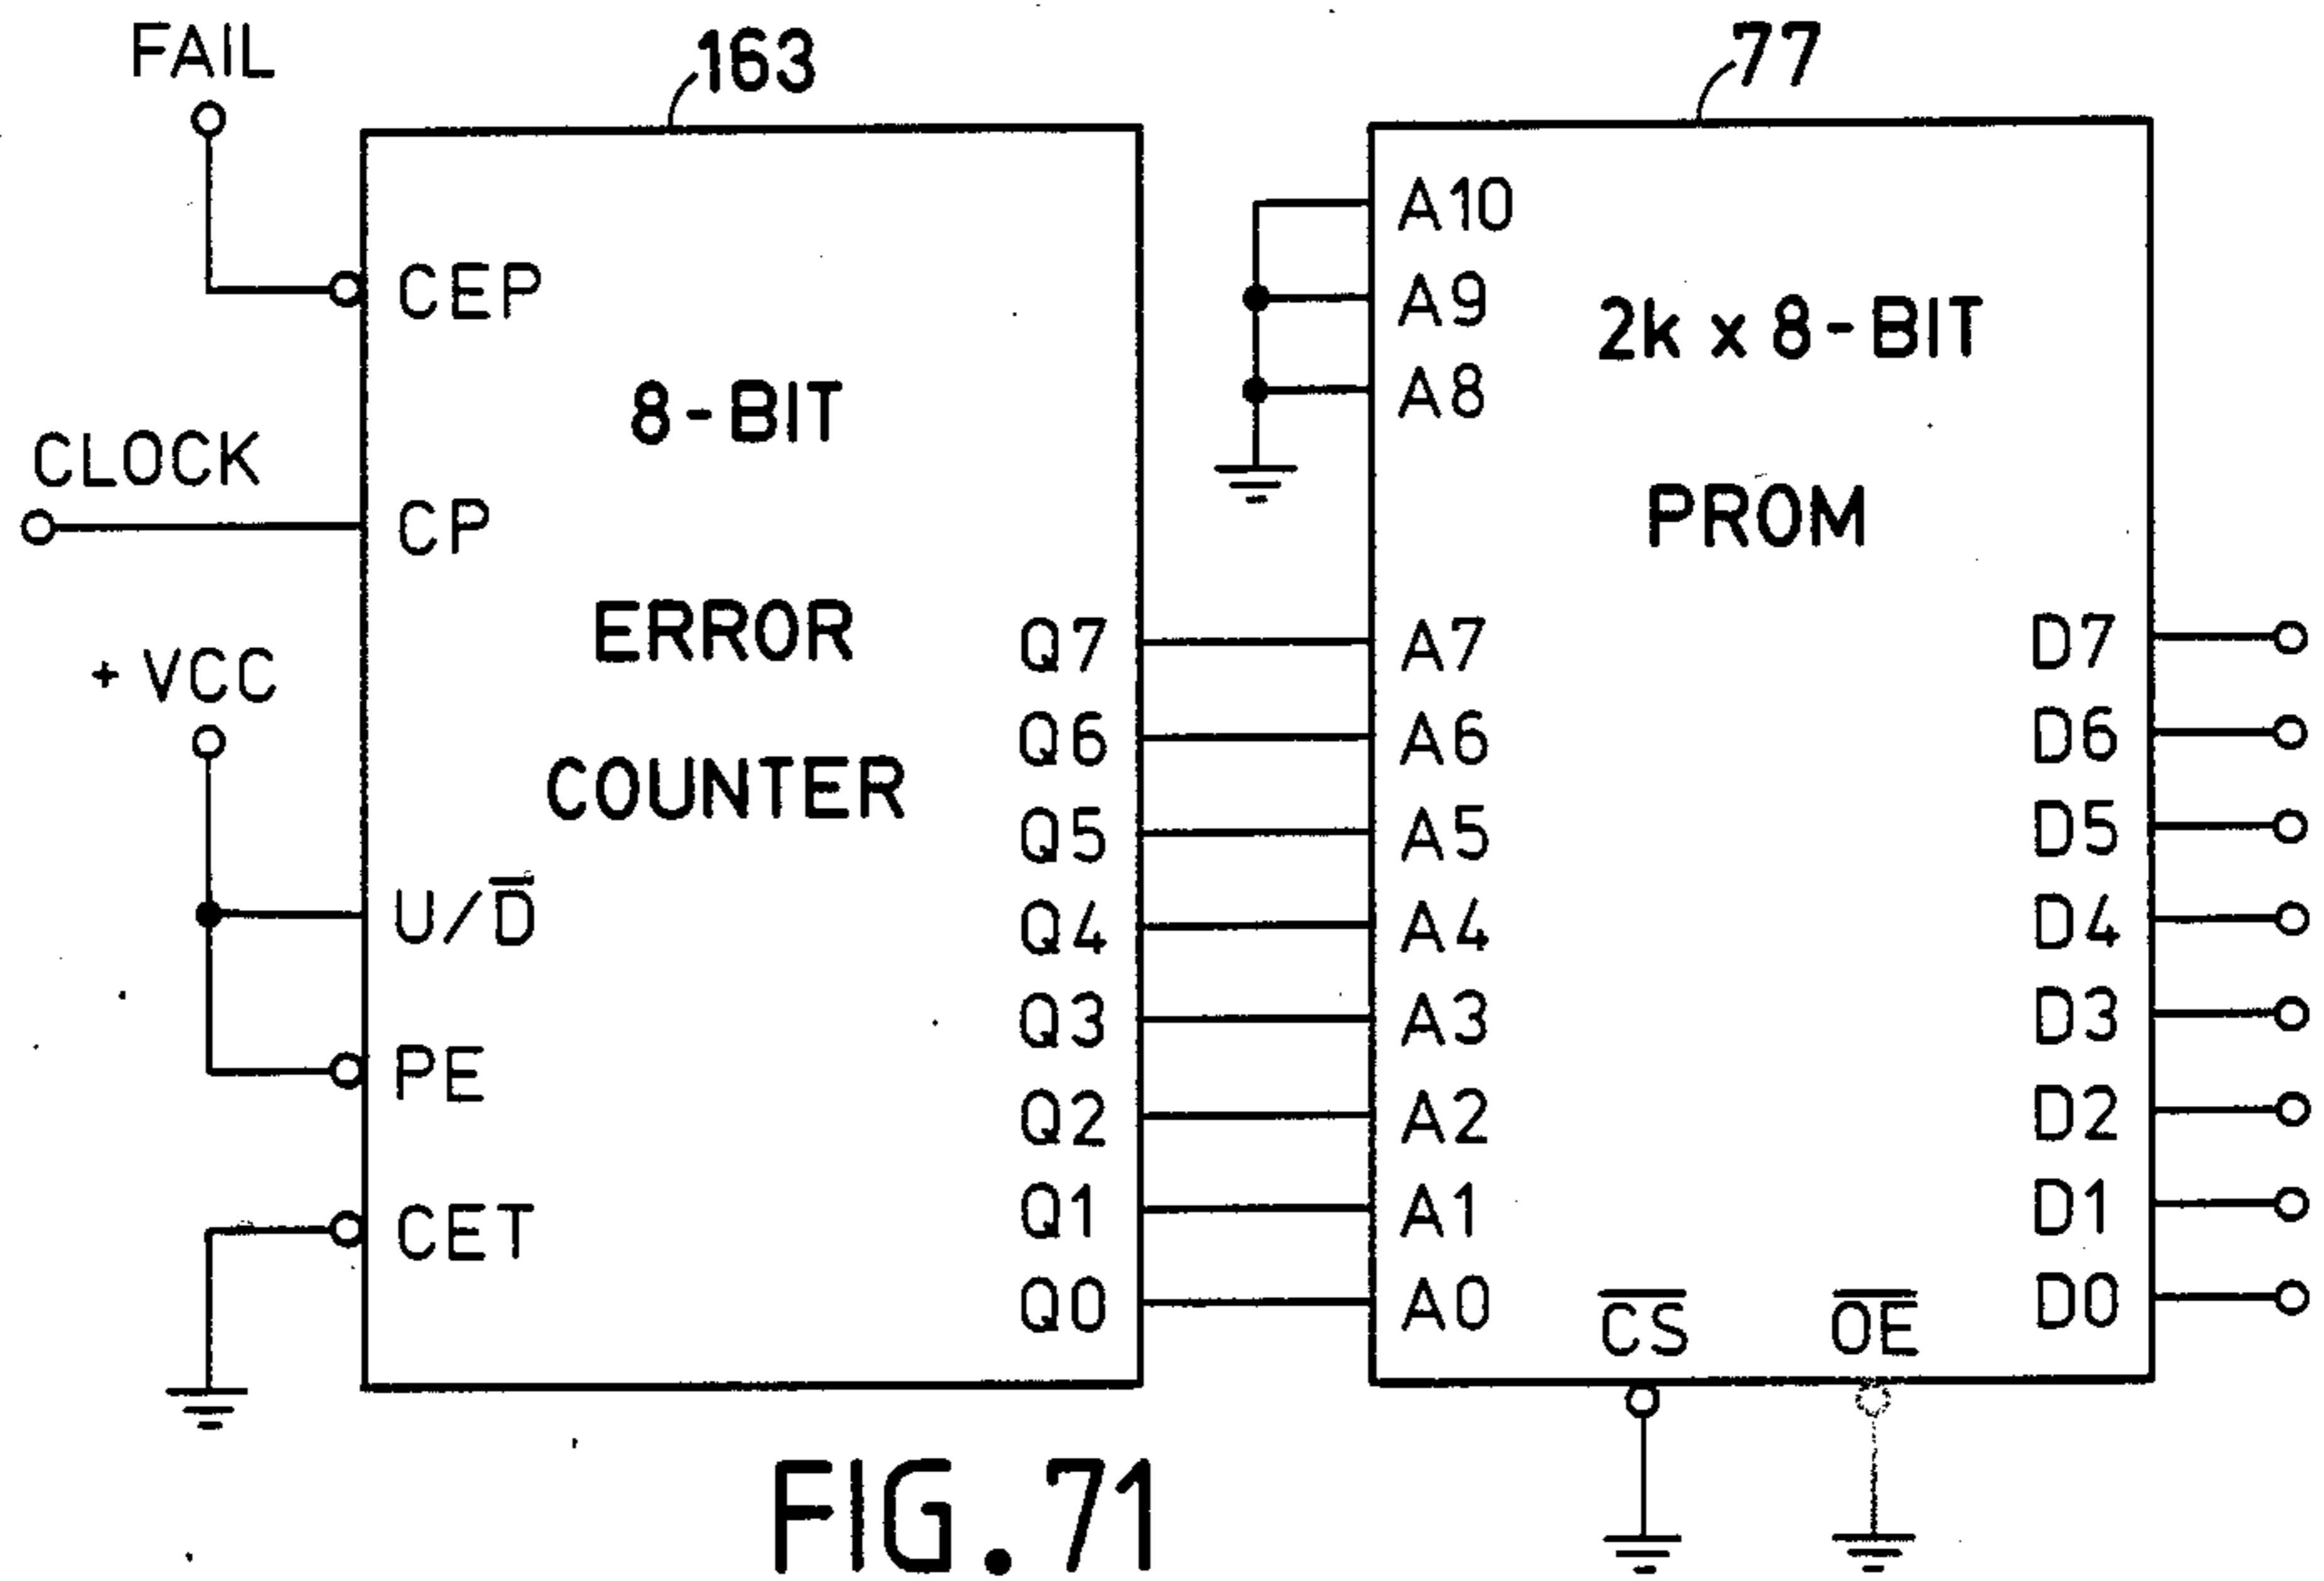 FAIL
163
77
CEP
CLOCK
CP
+ VCC
U/D̅
PE
CET
8-BIT
ERROR
COUNTER
Q7
Q6
Q5
Q4
Q3
Q2
Q1
Q0
A10
A9
A8
A7
A6
A5
A4
A3
A2
A1
A0
2k x 8-BIT
PROM
C̅S̅
O̅E̅
D7
D6
D5
D4
D3
D2
D1
D0
FIG. 71